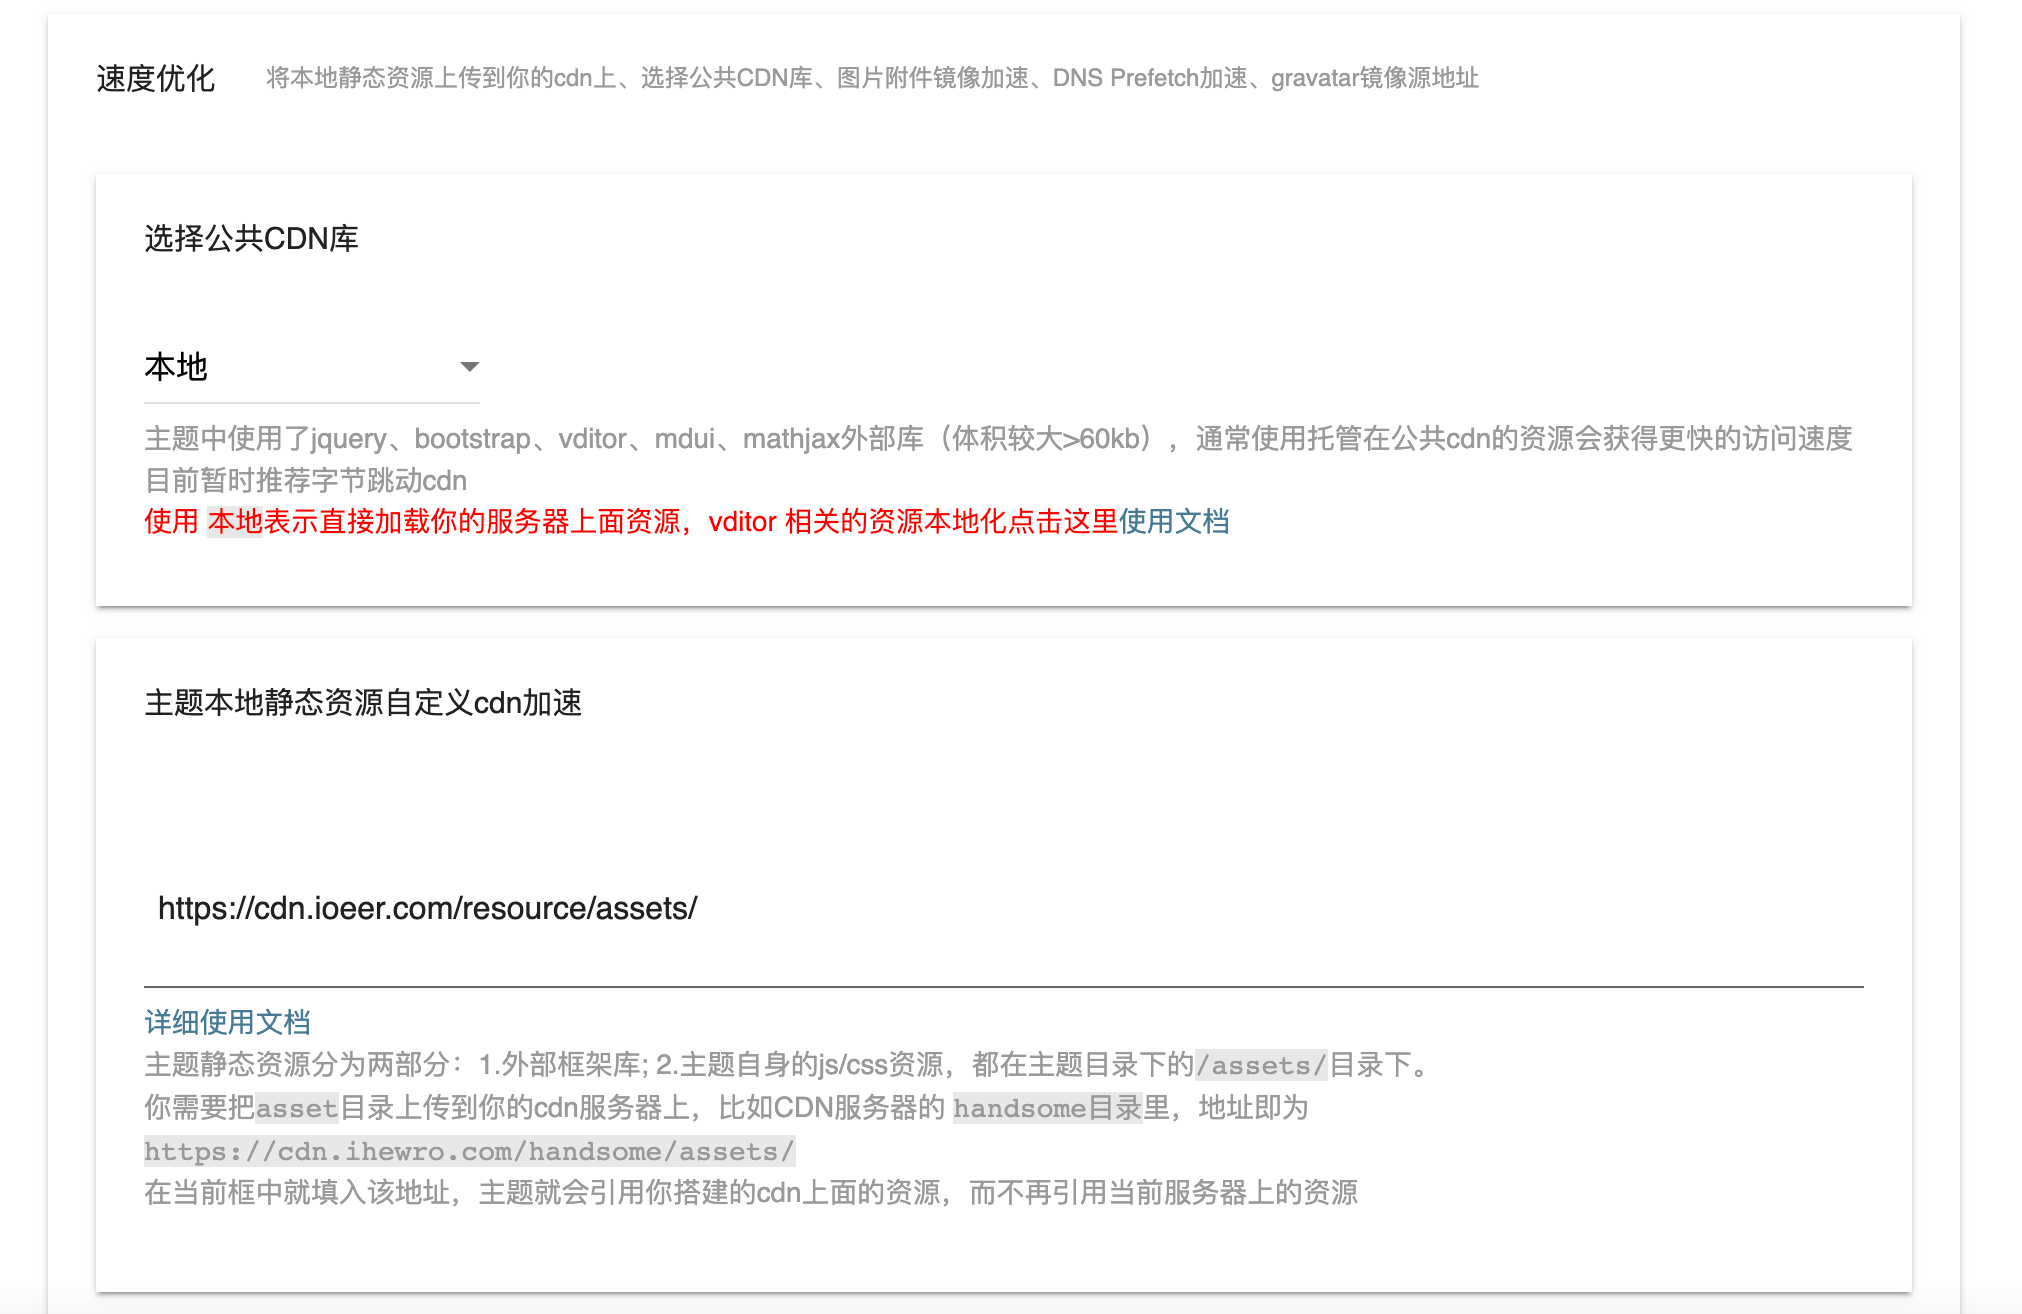 速度优化 将本地静态资源上传到你的cdn上、选择公共CDN库、图片附件镜像加速、DNS Prefetch加速、gravatar镜像源地址
选择公共CDN库
本地
主题中使用了jquery、bootstrap、vditor、mdui、mathjax外部库（体积较大>60kb），通常使用托管在公共cdn的资源会获得更快的访问速度
目前暂时推荐字节跳动cdn
使用 本地表示直接加载你的服务器上面资源，vditor 相关的资源本地化点击这里使用文档
主题本地静态资源自定义cdn加速
https://cdn.ioeer.com/resource/assets/
详细使用文档
主题静态资源分为两部分：1.外部框架库; 2.主题自身的js/css资源，都在主题目录下的/assets/目录下。
你需要把asset目录上传到你的cdn服务器上，比如CDN服务器的 handsome目录里，地址即为
https://cdn.ihewro.com/handsome/assets/
在当前框中就填入该地址，主题就会引用你搭建的cdn上面的资源，而不再引用当前服务器上的资源